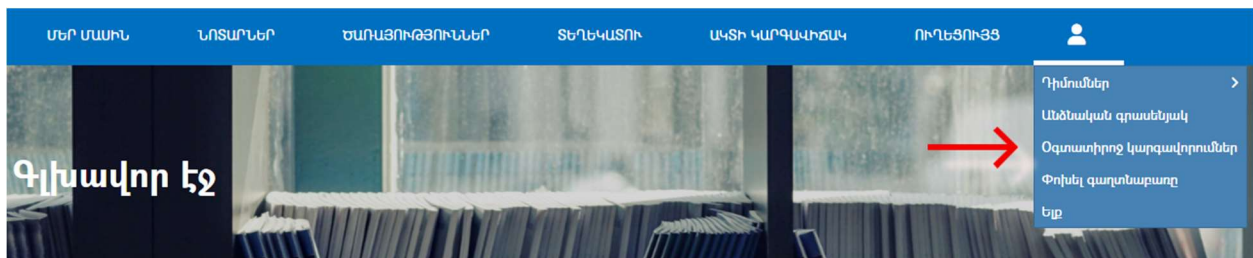 ՄԵՐ ՄԱՍԻՆ ՆՈՏԱՐՆԵՐ ԾԱՌԱՅՈՒԹՅՈՒՆՆԵՐ ՏԵՂԵԿԱՏՈՒ ԱԿՏԻ ԿԱՐԳԱՎԻՃԱԿ ՈՒՂԵՑՈՒՅՑ
Դիմումներ
Անձնական գրասենյակ
Օգտատիրոջ կարգավորումներ
Փոխել գաղտնաբառը
Ելք
Գլխավոր էջ